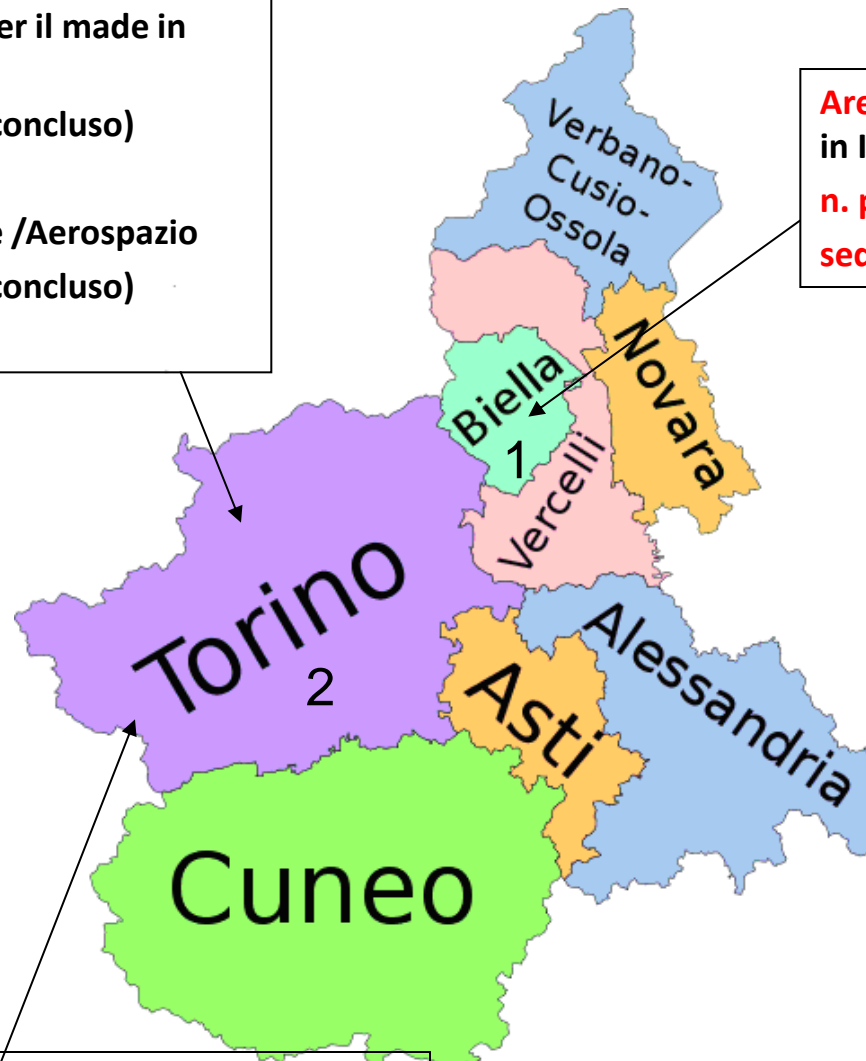 er il made in
concluso)
e /Aerospazio
concluso)
Are
in I
n. p
sed
Verbano-
Cusio-
Ossola
Novara
Biella
1
Vercelli
Torino
2
Alessandria
Asti
Cuneo